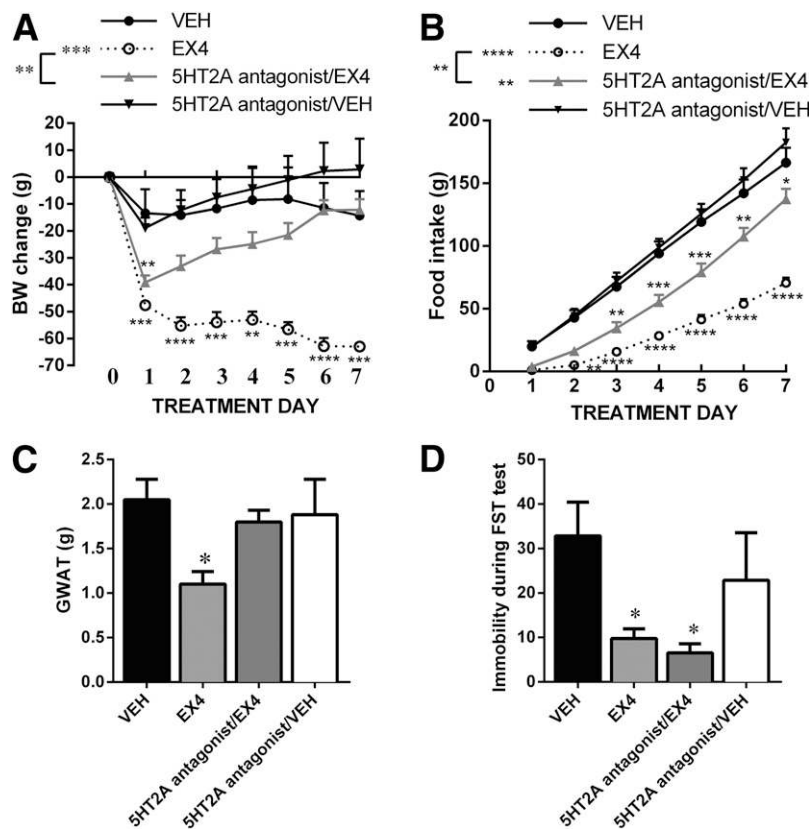 A
VEH
*** EX4
** 5HT2A antagonist/EX4
5HT2A antagonist/VEH
BW change (g)
20
10
0
-10
-20
-30
-40
-50
-60
-70
** *** **** *** ** *** **** ***
0 1 2 3 4 5 6 7
TREATMENT DAY
B
VEH
**** EX4
** ** 5HT2A antagonist/EX4
5HT2A antagonist/VEH
Food intake (g)
200
150
100
50
0
** *** *** ** *
** **** **** **** **** ****
0 1 2 3 4 5 6 7
TREATMENT DAY
C
GWAT (g)
2.5
2.0
1.5
1.0
0.5
0.0
*
VEH
EX4
5HT2A antagonist/EX4
5HT2A antagonist/VEH
D
Immobility during FST test
50
40
30
20
10
0
* *
VEH
EX4
5HT2A antagonist/EX4
5HT2A antagonist/VEH